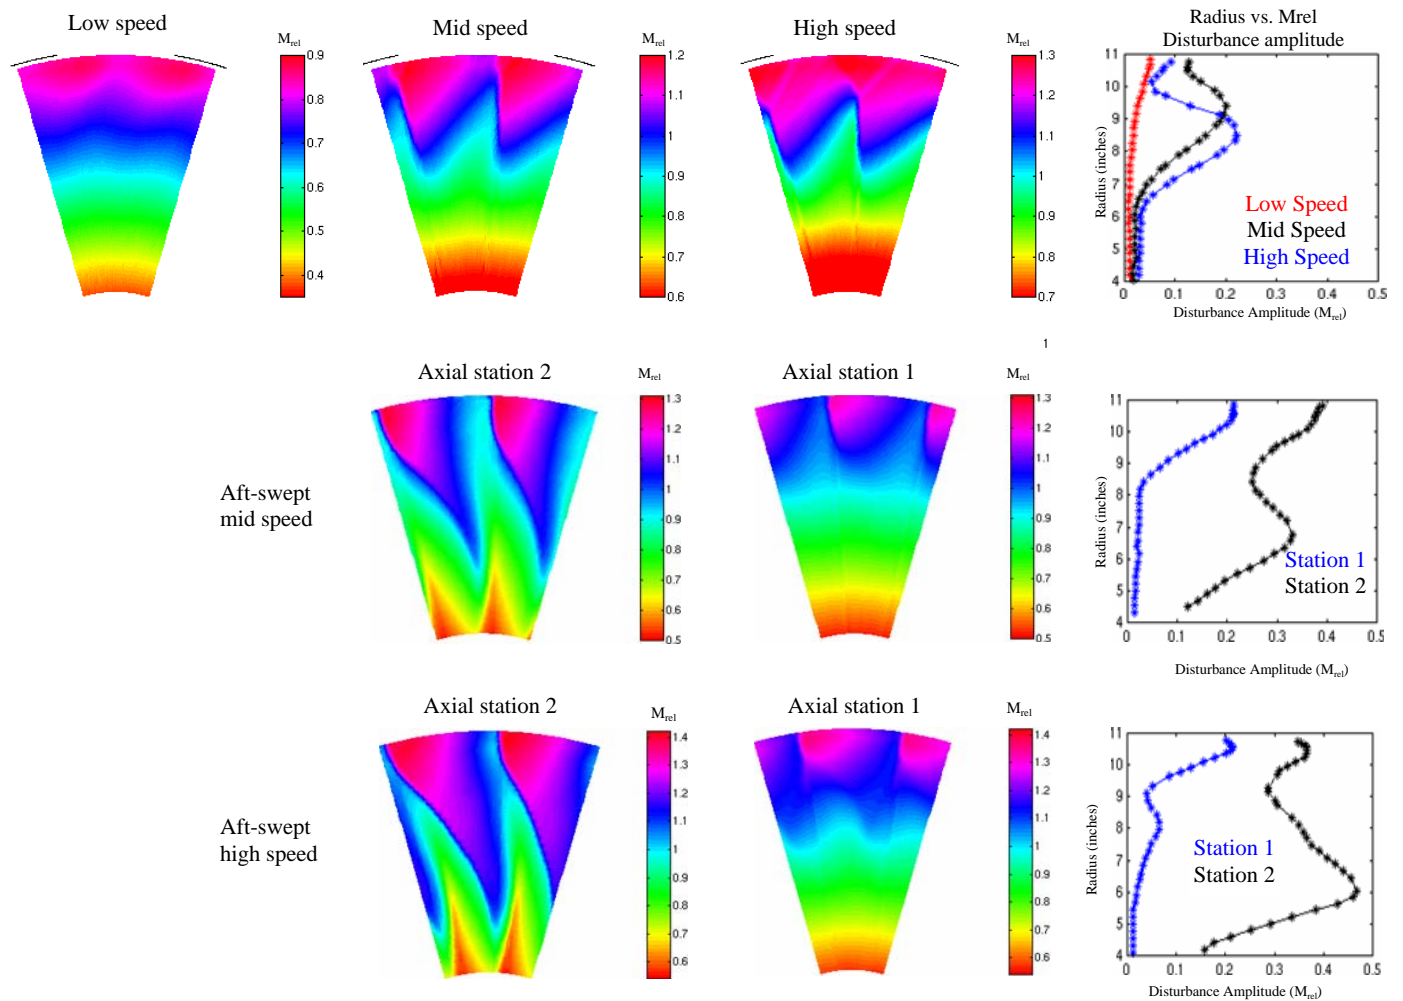 Low speed
Mid speed
High speed
Radius vs. Mrel
Disturbance amplitude
Mrel
0.9
0.8
0.7
0.6
0.5
0.4
Mrel
1.2
1.1
1
0.9
0.8
0.7
0.6
Mrel
1.3
1.2
1.1
1
0.9
0.8
0.7
Radius (inches)
11
10
9
8
7
6
5
4
Low Speed
Mid Speed
High Speed
0 0.1 0.2 0.3 0.4 0.5
Disturbance Amplitude (Mrel)
1
Aft-swept
mid speed
Axial station 2
Mrel
1.3
1.2
1.1
1
0.9
0.8
0.7
0.6
0.5
Axial station 1
Mrel
1.3
1.2
1.1
1
0.9
0.8
0.7
0.6
0.5
Radius (inches)
11
10
9
8
7
6
5
4
Station 1
Station 2
0 0.1 0.2 0.3 0.4 0.5
Disturbance Amplitude (Mrel)
Aft-swept
high speed
Axial station 2
Mrel
1.4
1.3
1.2
1.1
1
0.9
0.8
0.7
0.6
Axial station 1
Mrel
1.4
1.3
1.2
1.1
1
0.9
0.8
0.7
0.6
Radius (inches)
11
10
9
8
7
6
5
4
Station 1
Station 2
0 0.1 0.2 0.3 0.4 0.5
Disturbance Amplitude (Mrel)